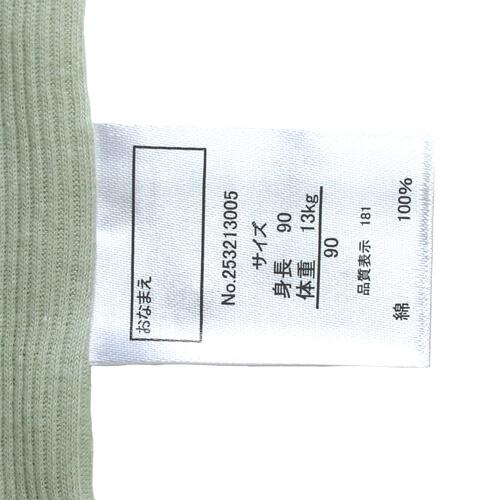 おなまえ
No.253213005
サイズ
身長 90
体重 13kg
90
品質表示 181
綿 100%